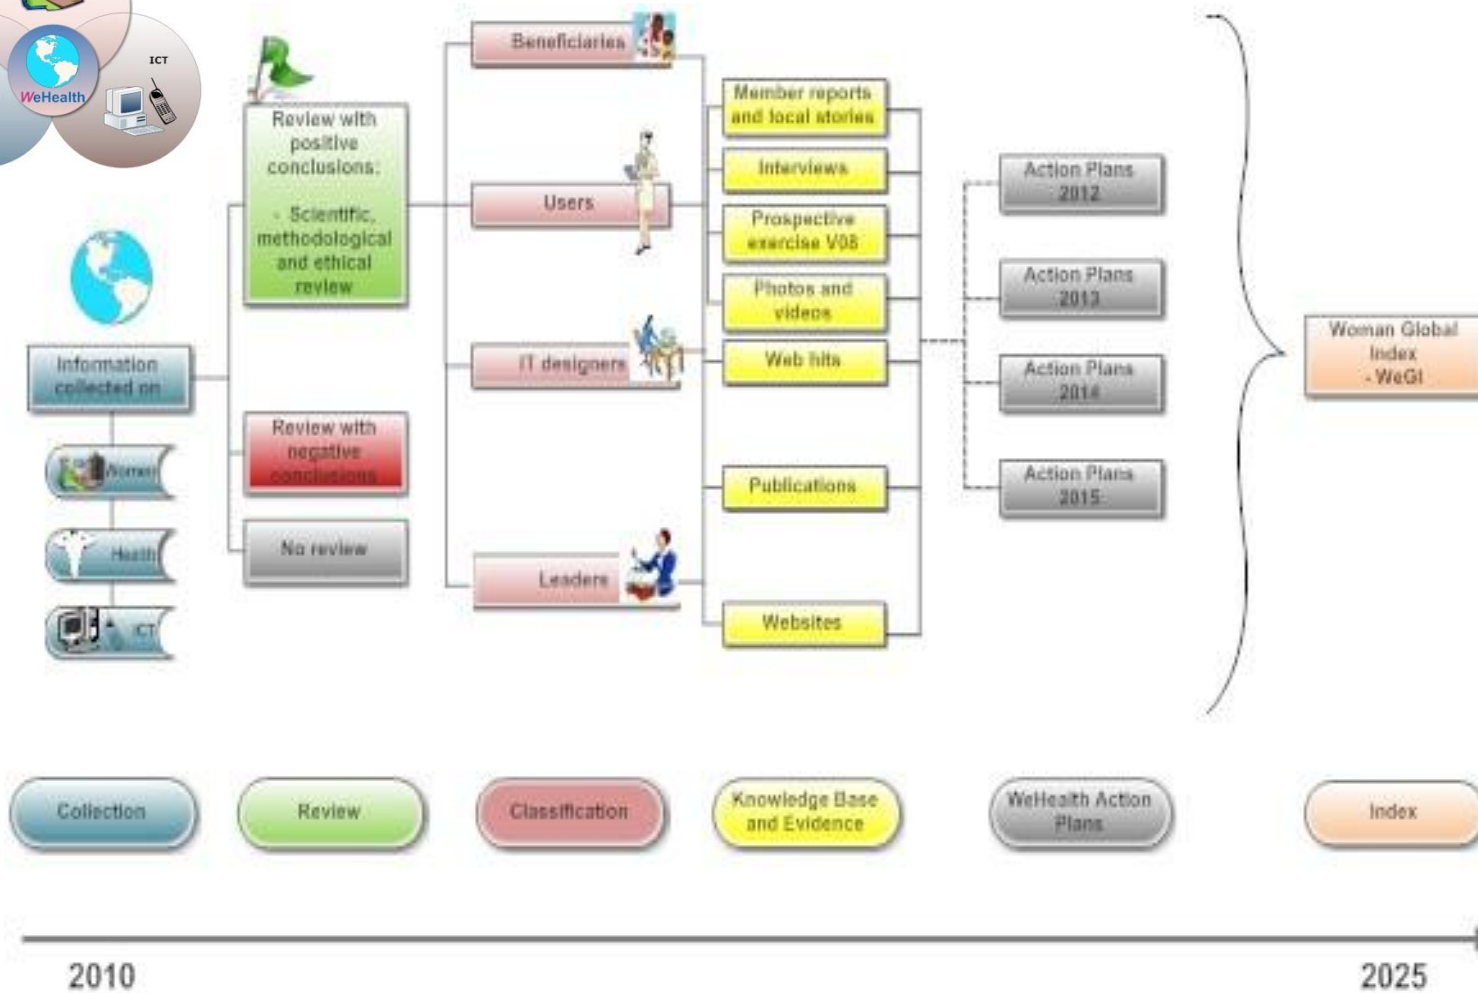 WeHealth
ICT
Information
collected on
Women
Health
ICT
Review with
positive
conclusions:
- Scientific,
methodological
and ethical
review
Review with
negative
conclusions
No review
Beneficiaries
Users
IT designers
Leaders
Member reports
and local stories
Interviews
Prospective
exercise V08
Photos and
videos
Web hits
Publications
Websites
Action Plans
2012
Action Plans
2013
Action Plans
2014
Action Plans
2015
Woman Global
Index
- WeGI
Collection
Review
Classification
Knowledge Base
and Evidence
WeHealth Action
Plans
Index
2010
2025